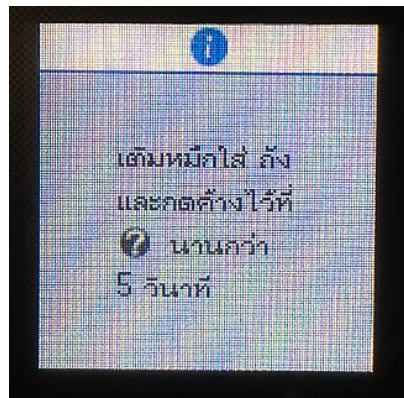 เติมหมึกใส่ ถัง
และกดค้างไว้ที่
? นานกว่า
5 วินาที